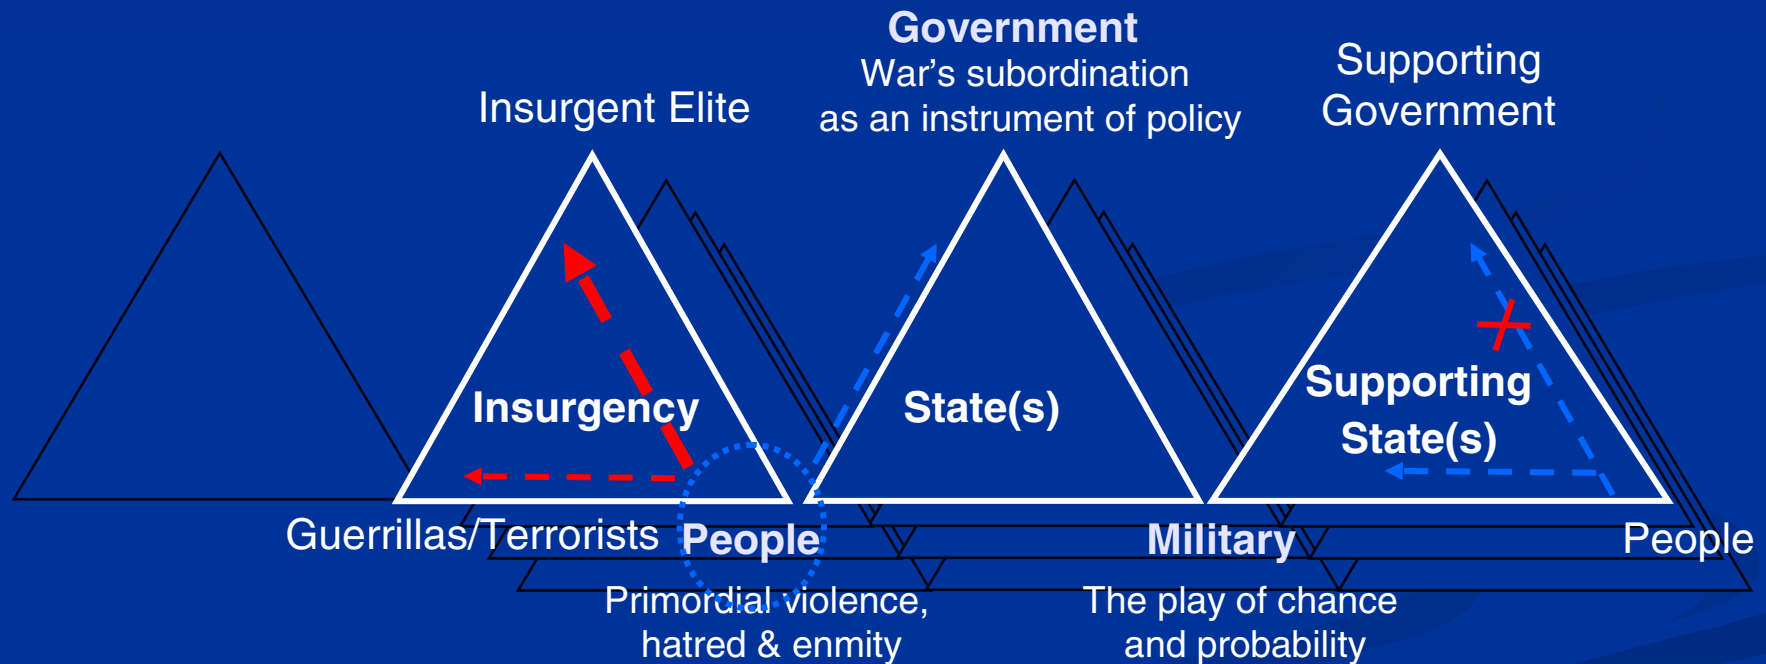 Government
War’s subordination
as an instrument of policy
Supporting
Government
Insurgent Elite
Insurgency
State(s)
Supporting
State(s)
Guerrillas/Terrorists
People
Military
People
Primordial violence,
hatred & enmity
The play of chance
and probability